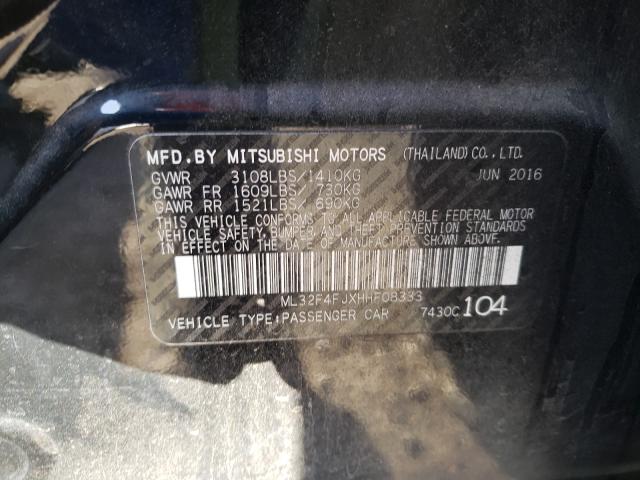 MFD. BY MITSUBISHI MOTORS (THAILAND) CO., LTD.
GVWR 3108LBS/1410KG JUN 2016
GAWR FR 1609LBS/ 730KG
GAWR RR 1521LBS/ 690KG
THIS VEHICLE CONFORMS TO ALL APPLICABLE FEDERAL MOTOR
VEHICLE SAFETY, BUMPER AND THEFT PREVENTION STANDARDS
IN EFFECT ON THE DATE OF MANUFACTURE SHOWN ABOVE.
ML32F4FJXHHF08333
VEHICLE TYPE:PASSENGER CAR 7430C 104